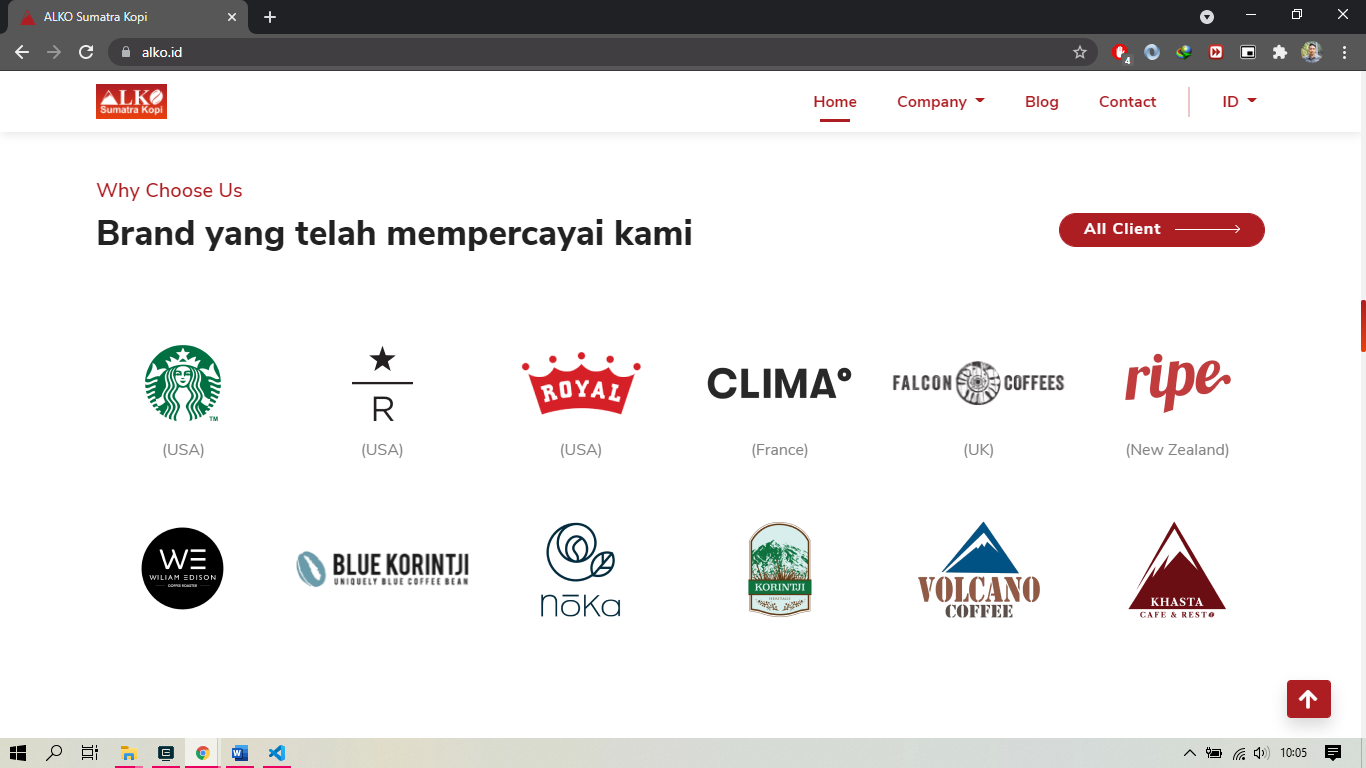 ALKO Sumatra Kopi
alko.id
4
ALKO
Sumatra Kopi
Home
Company
Blog
Contact
ID
Why Choose Us
Brand yang telah mempercayai kami
All Client
TM
(USA)
R
(USA)
ROYAL
(USA)
CLIMA°
(France)
FALCON COFFEES
(UK)
ripe
(New Zealand)
WE
WILIAM EDISON
COFFEE ROASTER
BLUE KORINTJI
UNIQUELY BLUE COFFEE BEAN
nōKa
KORINTJI
HERITAGE
VOLCANO
COFFEE
KHASTA
CAFE & RESTO
10:05